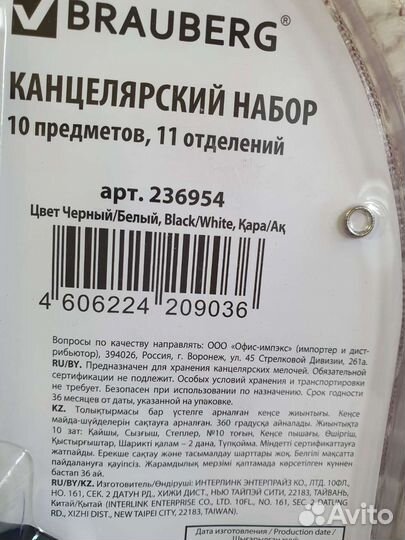 BRAUBERG®
КАНЦЕЛЯРСКИЙ НАБОР
10 предметов, 11 отделений
арт. 236954
Цвет Черный/Белый, Black/White, Қара/Ақ
4 606224 209036
Вопросы по качеству направлять: ООО «Офис-импэкс» (импортер и дист-
рибьютор), 394026, Россия, г. Воронеж, ул. 45 Стрелковой Дивизии, 261а.
RU/BY. Предназначен для хранения канцелярских мелочей. Обязательной
сертификации не подлежит. Особых условий хранения и транспортировки
не требует. Безопасен при использовании по назначению. Срок годности
36 месяцев от даты, указанной на упаковке.
KZ. Толықтырмасы бар үстелге арналған кеңсе жиынтығы. Кеңсе
майда-шүйделерін сақтауға арналған. 360 градусқа айналады. Жиынтықта
10 зат: Қайшы, Сызғыш, Степлер, №10 тоғын, Кеңсе пышағы, Өшіргіш,
Қыстырғыштар, Шарикті қалам – 2 дана, Түпқойма. Міндетті сертификаттауға
жатпайды. Ерекше сақтау және тасымалдау шарттары жоқ. Белгілі мақсатта
пайдалануға қауіпсіз. Жарамдылық мерзімі қаптамада көрсетілген күннен
бастап 36 ай.
RU/BY/KZ. Изготовитель/Өндіруші: ИНТЕРЛИНК ЭНТЕРПРАЙЗ КО., ЛТД. 10ФЛ.,
НО. 161, СЕК. 2 ДАТУН РД., ХИЖИ ДИСТ., НЬЮ ТАЙПЕЙ СИТИ, 22183, ТАЙВАНЬ,
Китай/Қытай (INTERLINK ENTERPRISE CO., LTD. 10FL., NO. 161, SEC. 2 DATUNG
RD., XIZHI DIST., NEW TAIPEI CITY, 22183, TAIWAN)
Дата изготовления / Production date /
Avito